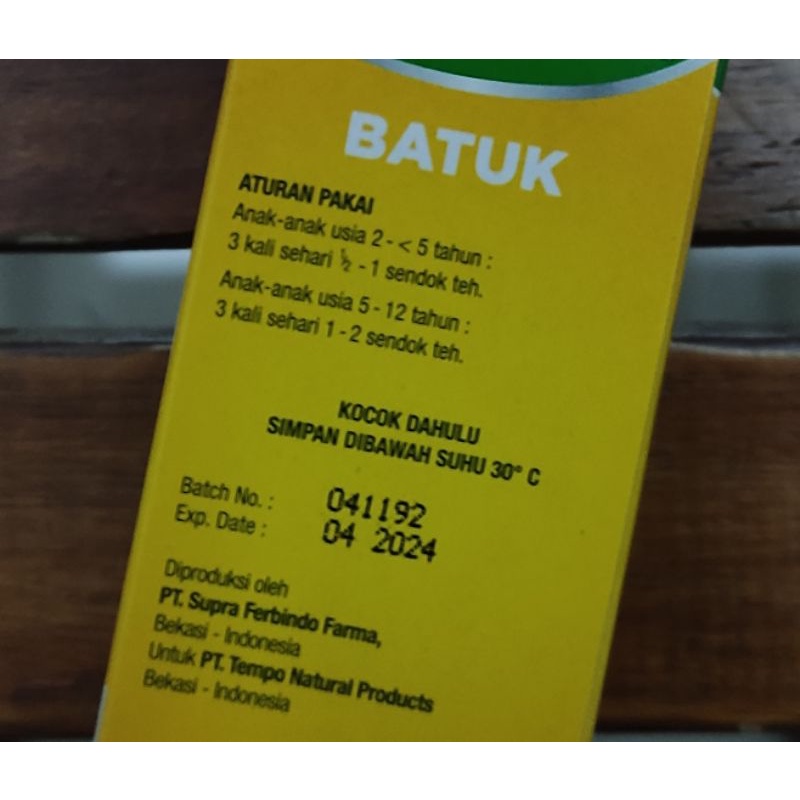 BATUK
ATURAN PAKAI
Anak-anak usia 2 - < 5 tahun :
3 kali sehari ½ - 1 sendok teh.
Anak-anak usia 5 - 12 tahun :
3 kali sehari 1 - 2 sendok teh.
KOCOK DAHULU
SIMPAN DIBAWAH SUHU 30° C
Batch No. : 041192
Exp. Date : 04 2024
Diproduksi oleh
PT. Supra Ferbindo Farma,
Bekasi - Indonesia
Untuk PT. Tempo Natural Products
Bekasi - Indonesia